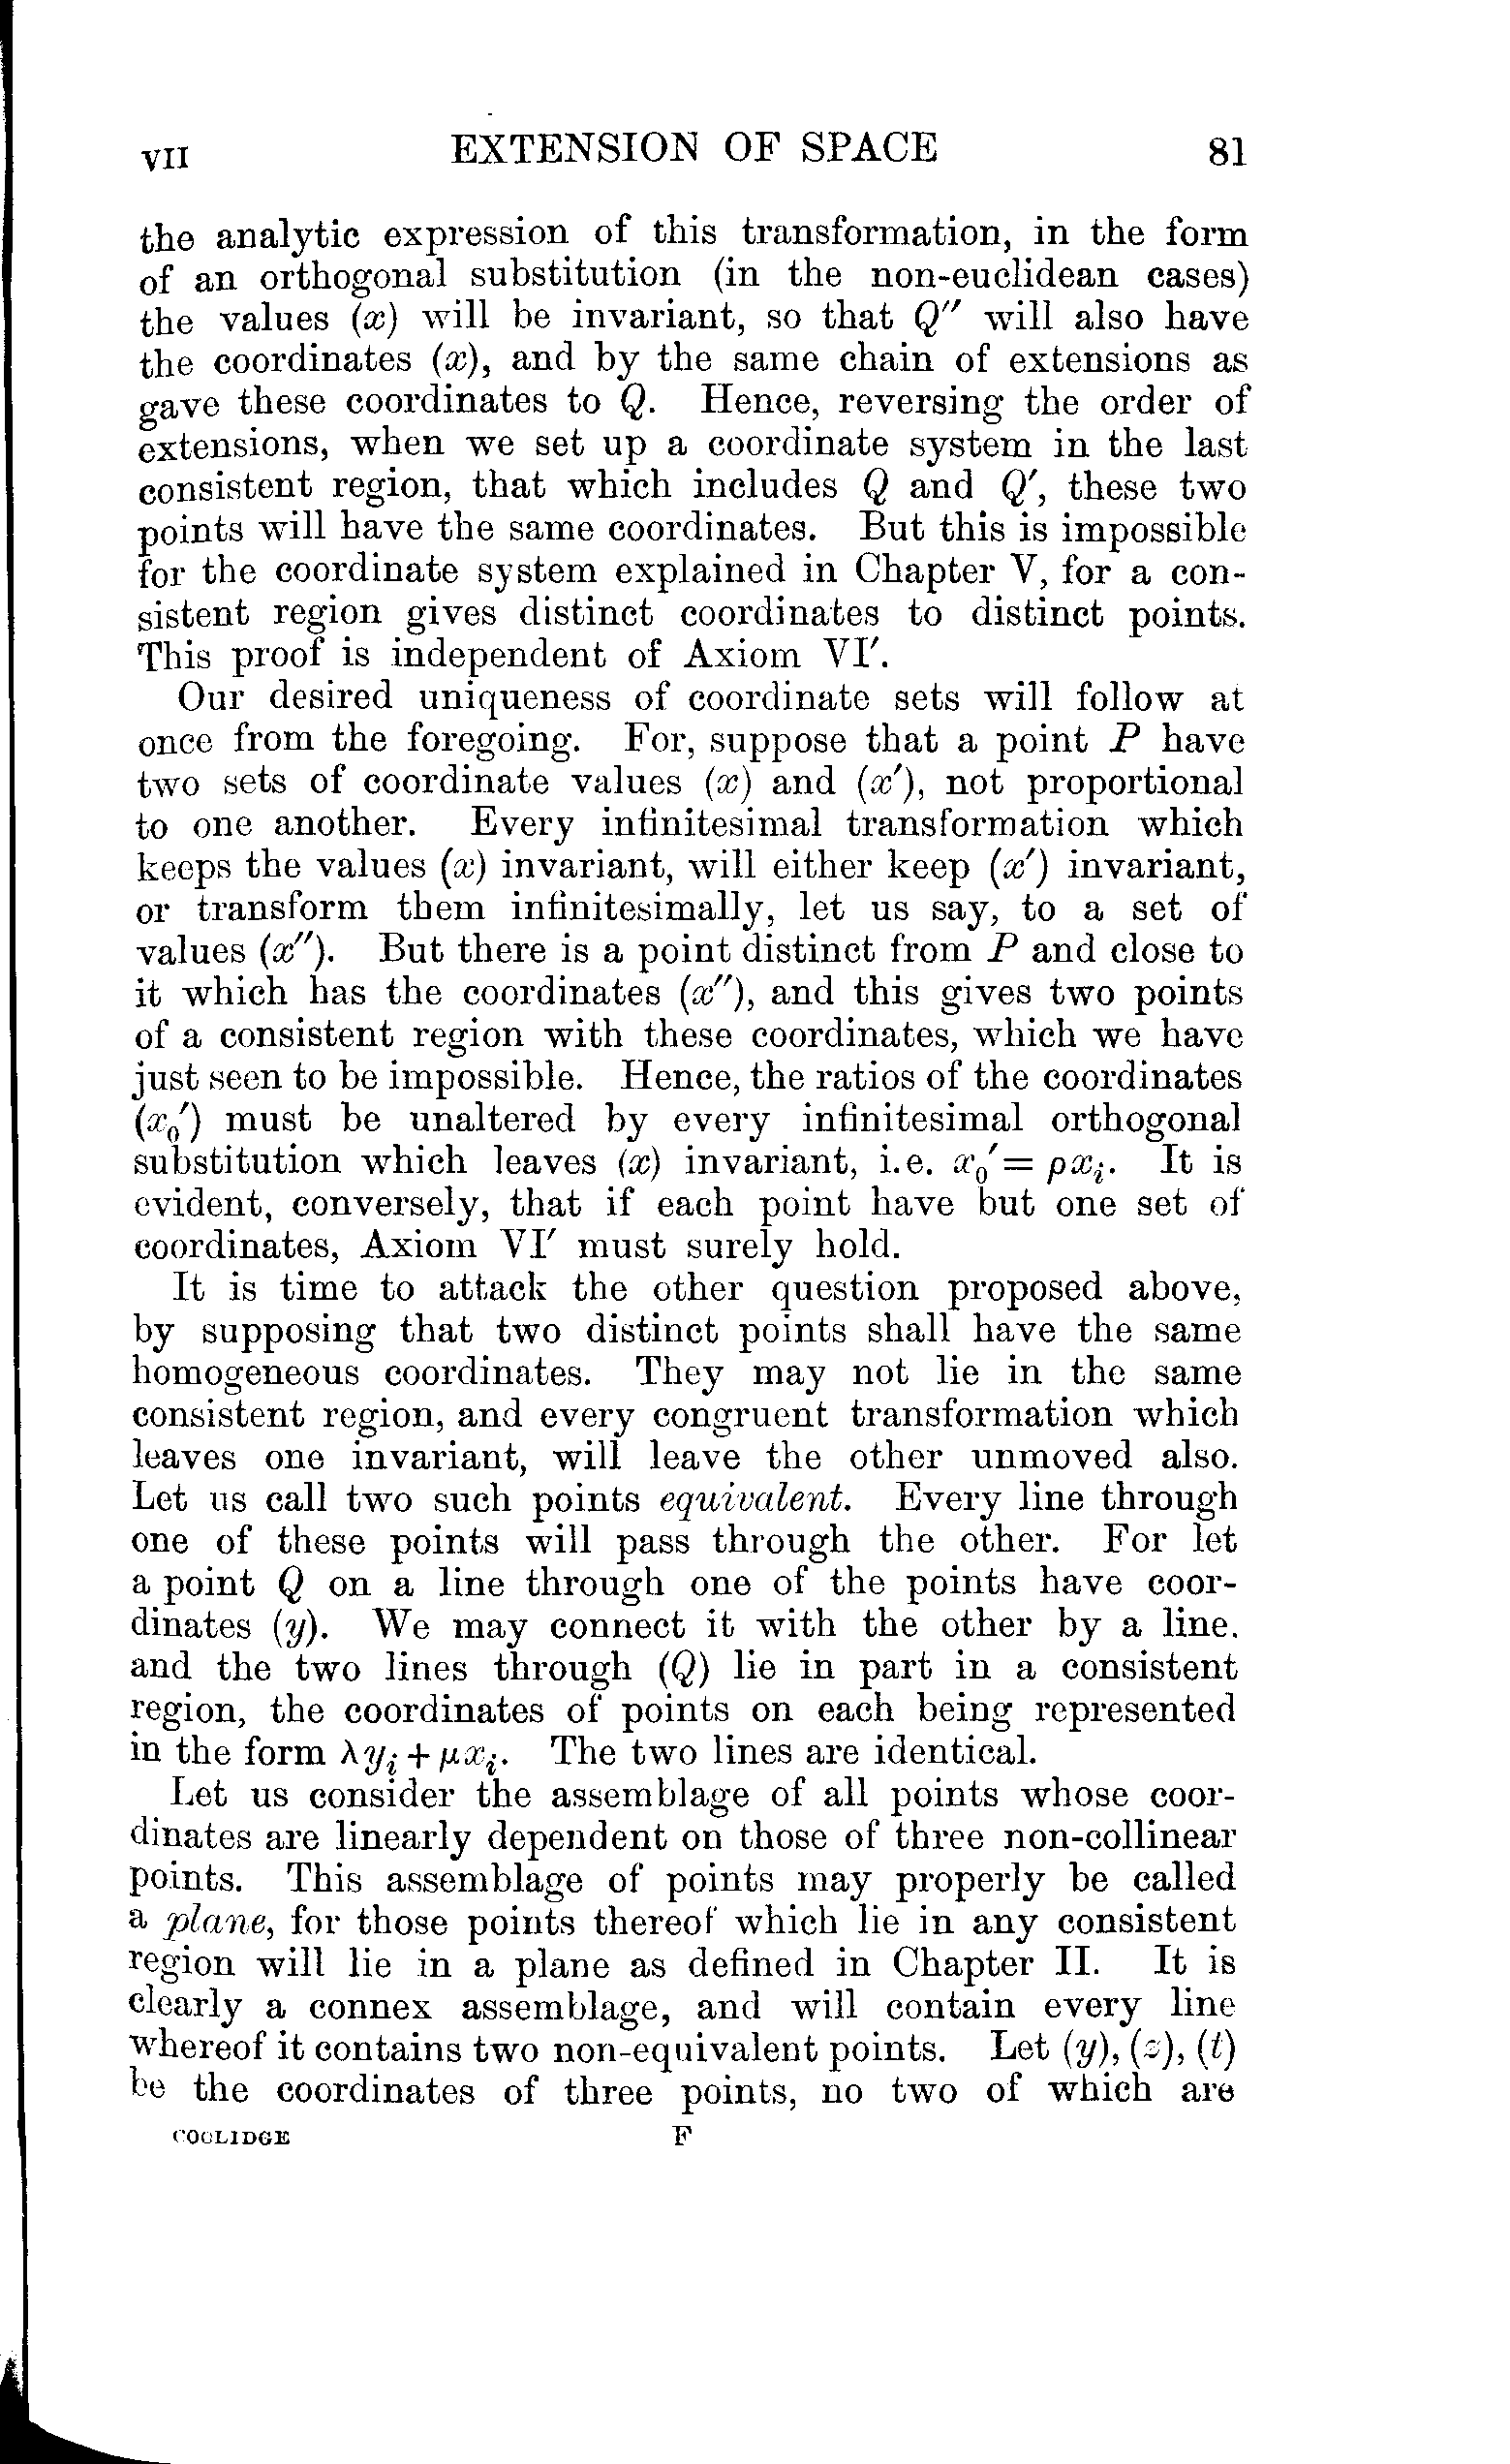 VII EXTENSION OF SPACE 81
the analytic expression of this transformation, in the form
of an orthogonal substitution (in the non-euclidean cases)
the values (x) will be invariant, so that Q″ will also have
the coordinates (x), and by the same chain of extensions as
gave these coordinates to Q. Hence, reversing the order of
extensions, when we set up a coordinate system in the last
consistent region, that which includes Q and Q′, these two
points will have the same coordinates. But this is impossible
for the coordinate system explained in Chapter V, for a con-
sistent region gives distinct coordinates to distinct points.
This proof is independent of Axiom VI′.
Our desired uniqueness of coordinate sets will follow at
once from the foregoing. For, suppose that a point P have
two sets of coordinate values (x) and (x′), not proportional
to one another. Every infinitesimal transformation which
keeps the values (x) invariant, will either keep (x′) invariant,
or transform them infinitesimally, let us say, to a set of
values (x″). But there is a point distinct from P and close to
it which has the coordinates (x″), and this gives two points
of a consistent region with these coordinates, which we have
just seen to be impossible. Hence, the ratios of the coordinates
(x₀′) must be unaltered by every infinitesimal orthogonal
substitution which leaves (x) invariant, i.e. x₀′ = ρxᵢ. It is
evident, conversely, that if each point have but one set of
coordinates, Axiom VI′ must surely hold.
It is time to attack the other question proposed above,
by supposing that two distinct points shall have the same
homogeneous coordinates. They may not lie in the same
consistent region, and every congruent transformation which
leaves one invariant, will leave the other unmoved also.
Let us call two such points equivalent. Every line through
one of these points will pass through the other. For let
a point Q on a line through one of the points have coor-
dinates (y). We may connect it with the other by a line.
and the two lines through (Q) lie in part in a consistent
region, the coordinates of points on each being represented
in the form λyᵢ + μxᵢ. The two lines are identical.
Let us consider the assemblage of all points whose coor-
dinates are linearly dependent on those of three non-collinear
points. This assemblage of points may properly be called
a plane, for those points thereof which lie in any consistent
region will lie in a plane as defined in Chapter II. It is
clearly a connex assemblage, and will contain every line
whereof it contains two non-equivalent points. Let (y), (z), (t)
be the coordinates of three points, no two of which are
COOLIDGE F